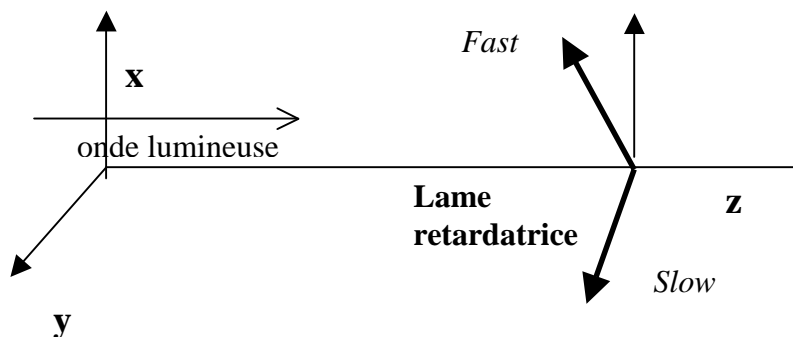 Fast
x
onde lumineuse
Lame
retardatrice
z
Slow
y